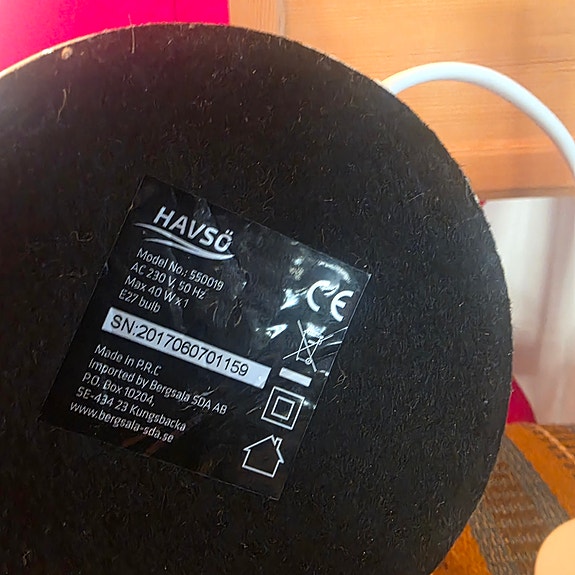 HAVSÖ
Model No.: 550019
AC 230 V, 50 Hz
Max 40 W x 1
E27 bulb
CE
SN:2017060701159
Made in P.R.C
Imported by Bergsala SDA AB
P.O. Box 10204,
SE-434 23 Kungsbacka
www.bergsala-sda.se